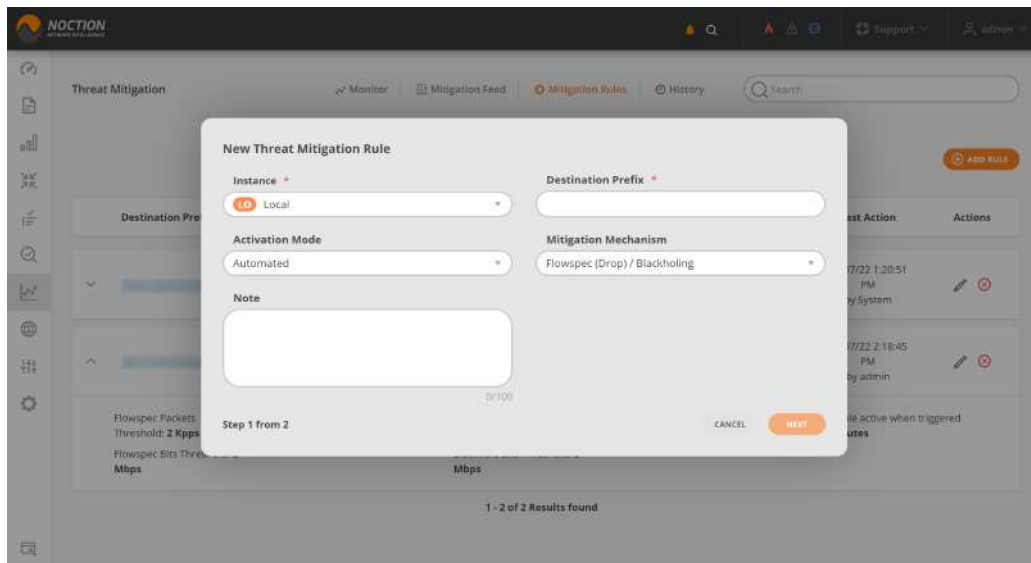 NOCTION
Support
admin
Threat Mitigation
Monitor
Mitigation Feed
Mitigation Rules
History
Search
ADD RULE
New Threat Mitigation Rule
Instance *
Destination Prefix *
LO Local
Activation Mode
Mitigation Mechanism
Automated
Flowspec (Drop) / Blackholing
Note
0/100
Step 1 from 2
CANCEL
NEXT
Destination Pre
Action
Actions
7/22 1:20:51
PM
by System
7/22 2:18:45
PM
by admin
Flowspec Packets
Threshold: 2 Kpps
active when triggered
utes
Flowspec Bits
Mbps
Mbps
1 - 2 of 2 Results found